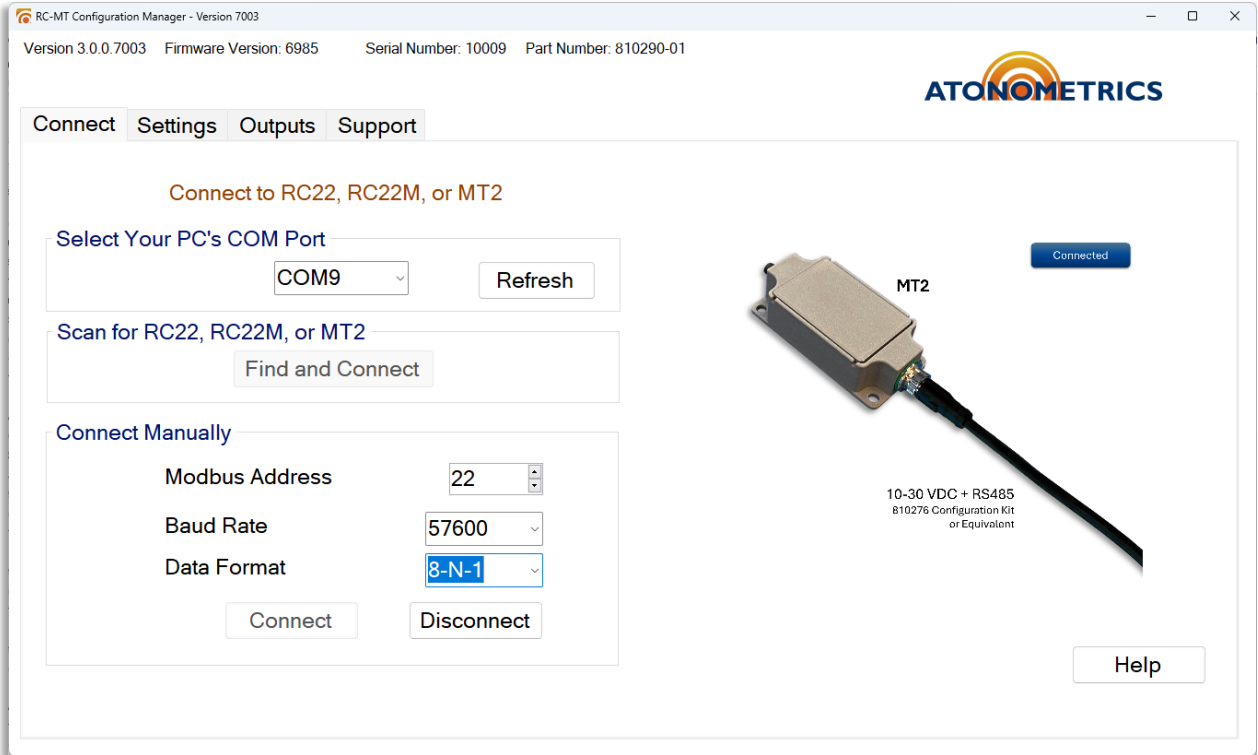 RC-MT Configuration Manager - Version 7003
Version 3.0.0.7003 Firmware Version: 6985 Serial Number: 10009 Part Number: 810290-01
ATONOMETRICS
Connect Settings Outputs Support
Connect to RC22, RC22M, or MT2
Select Your PC's COM Port
COM9 Refresh
Scan for RC22, RC22M, or MT2
Find and Connect
Connect Manually
Modbus Address 22
Baud Rate 57600
Data Format 8-N-1
Connect Disconnect
Connected
MT2
10-30 VDC + RS485
810276 Configuration Kit
or Equivalent
Help